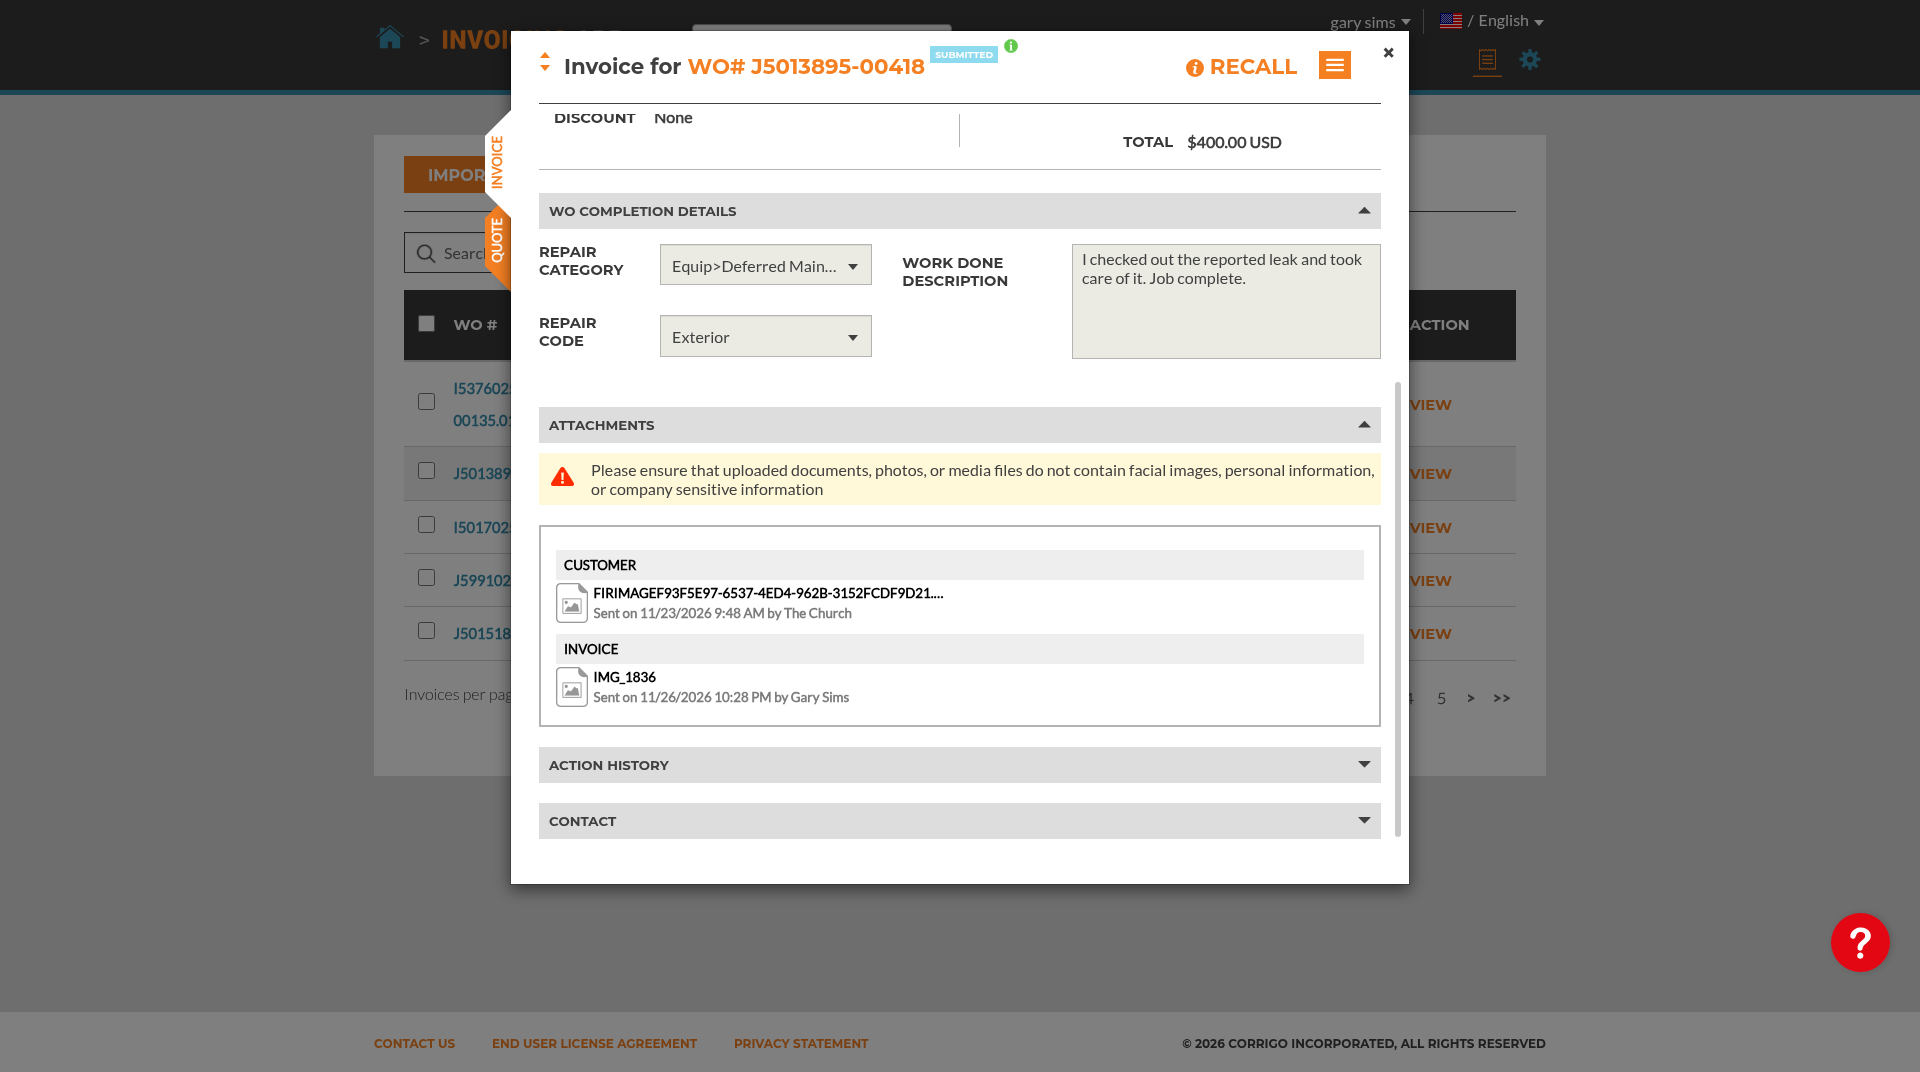 gary sims
/ English
>
Invoice for WO# J5013895-00418
SUBMITTED
RECALL
DISCOUNT None
TOTAL $400.00 USD
INVOICE
QUOTE
WO COMPLETION DETAILS
REPAIR
CATEGORY
Equip>Deferred Main...
WORK DONE
DESCRIPTION
I checked out the reported leak and took
care of it. Job complete.
REPAIR
CODE
Exterior
WO #
ACTION
VIEW
VIEW
VIEW
VIEW
VIEW
ATTACHMENTS
Please ensure that uploaded documents, photos, or media files do not contain facial images, personal information,
or company sensitive information
CUSTOMER
FIRIMAGEF93F5E97-6537-4ED4-962B-3152FCDF9D21....
Sent on 11/23/2026 9:48 AM by The Church
INVOICE
IMG_1836
Sent on 11/26/2026 10:28 PM by Gary Sims
Invoices per
5 > >>
ACTION HISTORY
CONTACT
?
CONTACT US
END USER LICENSE AGREEMENT
PRIVACY STATEMENT
© 2026 CORRIGO INCORPORATED, ALL RIGHTS RESERVED